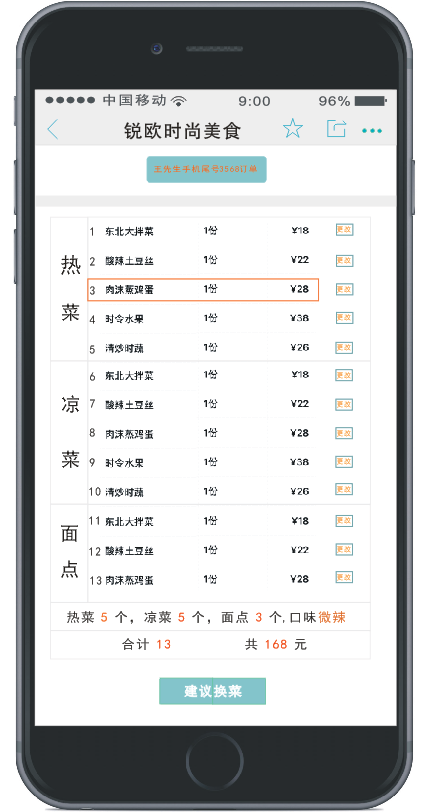 中国移动 9:00 96%
锐欧时尚美食
王先生手机尾号3568订单
热菜
1 东北大拌菜 1份 ¥18 更改
2 酸辣土豆丝 1份 ¥22 更改
3 肉沫蒸鸡蛋 1份 ¥28 更改
4 时令水果 1份 ¥38 更改
5 清炒时蔬 1份 ¥26 更改
凉菜
6 东北大拌菜 1份 ¥18 更改
7 酸辣土豆丝 1份 ¥22 更改
8 肉沫蒸鸡蛋 1份 ¥28 更改
9 时令水果 1份 ¥38 更改
10 清炒时蔬 1份 ¥26 更改
面点
11 东北大拌菜 1份 ¥18 更改
12 酸辣土豆丝 1份 ¥22 更改
13 肉沫蒸鸡蛋 1份 ¥28 更改
热菜 5 个，凉菜 5 个，面点 3 个,口味微辣
合计 13 共 168 元
建议换菜